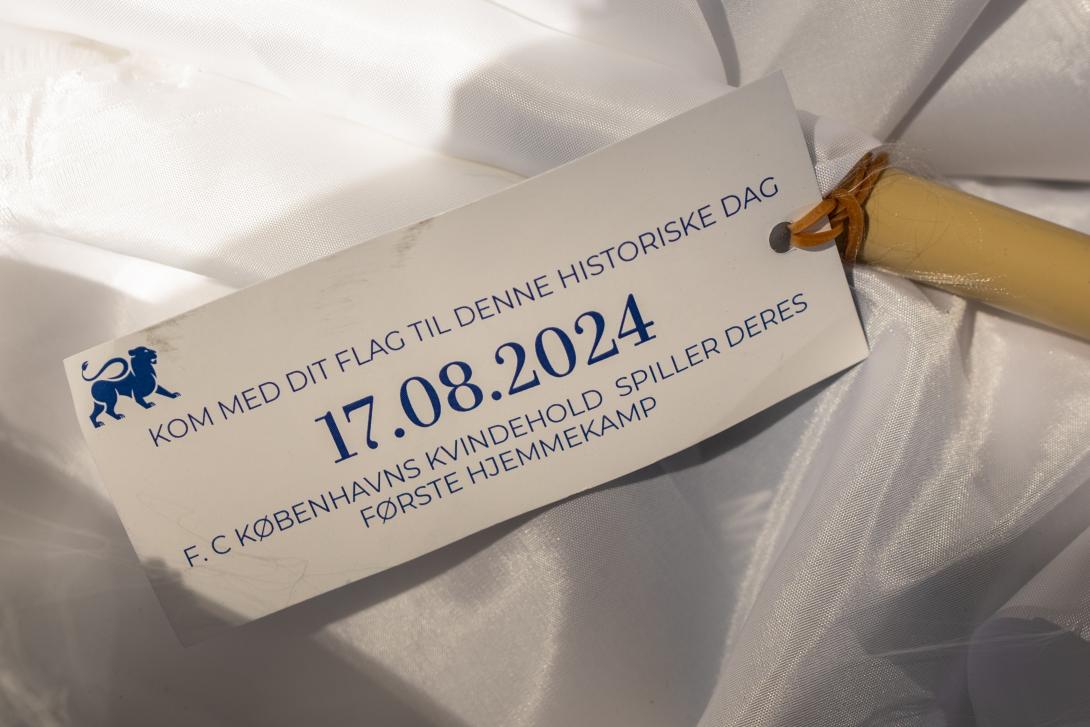 KOM MED DIT FLAG TIL DENNE HISTORISKE DAG
17.08.2024
F.C KØBENHAVNS KVINDEHOLD SPILLER DERES
FØRSTE HJEMMEKAMP